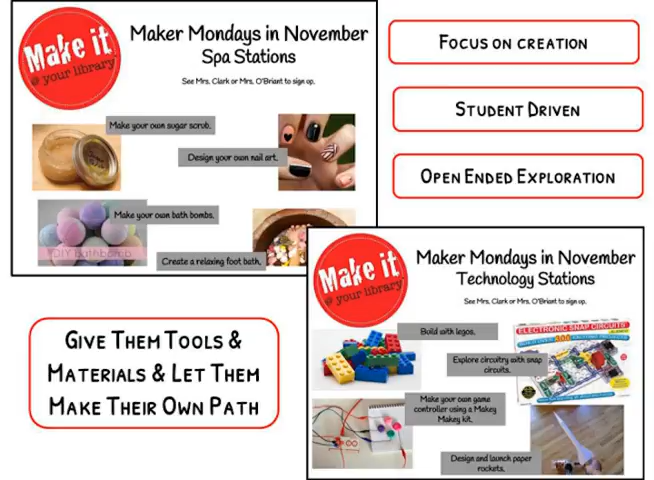 Make it
@ your library
Maker Mondays in November
Spa Stations
See Mrs. Clark or Mrs. O'Briant to sign up.
Make your own sugar scrub.
Design your own nail art.
Make your own bath bombs.
DIY Bathbomb
Create a relaxing foot bath.
FOCUS ON CREATION
STUDENT DRIVEN
OPEN ENDED EXPLORATION
GIVE THEM TOOLS &
MATERIALS & LET THEM
MAKE THEIR OWN PATH
Make it
@ your library
Maker Mondays in November
Technology Stations
See Mrs. Clark or Mrs. O'Briant to sign up.
Build with legos.
ELECTRONIC SNAP CIRCUITS
Explore circuitry with snap
circuits.
Make your own game
controller using a Makey
Makey kit.
Design and launch paper
rockets.